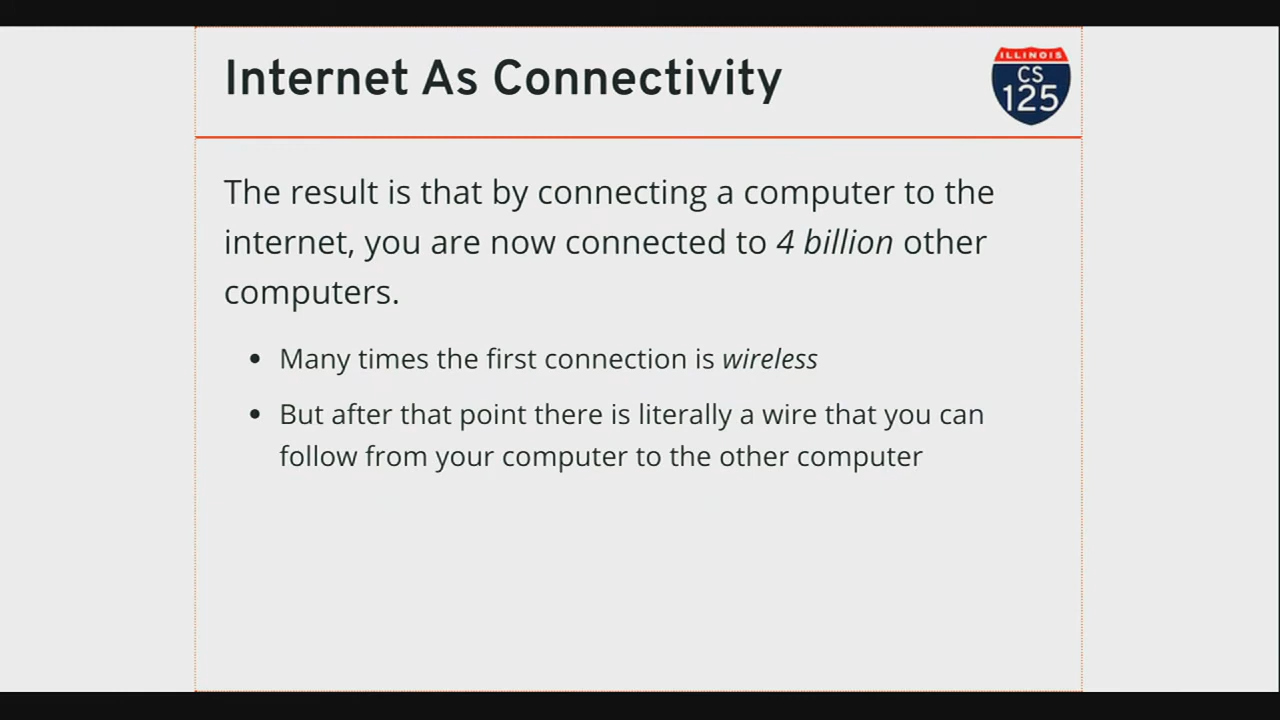 Internet As Connectivity
ILLINOIS
CS
125
The result is that by connecting a computer to the
internet, you are now connected to 4 billion other
computers.
• Many times the first connection is wireless
• But after that point there is literally a wire that you can
follow from your computer to the other computer